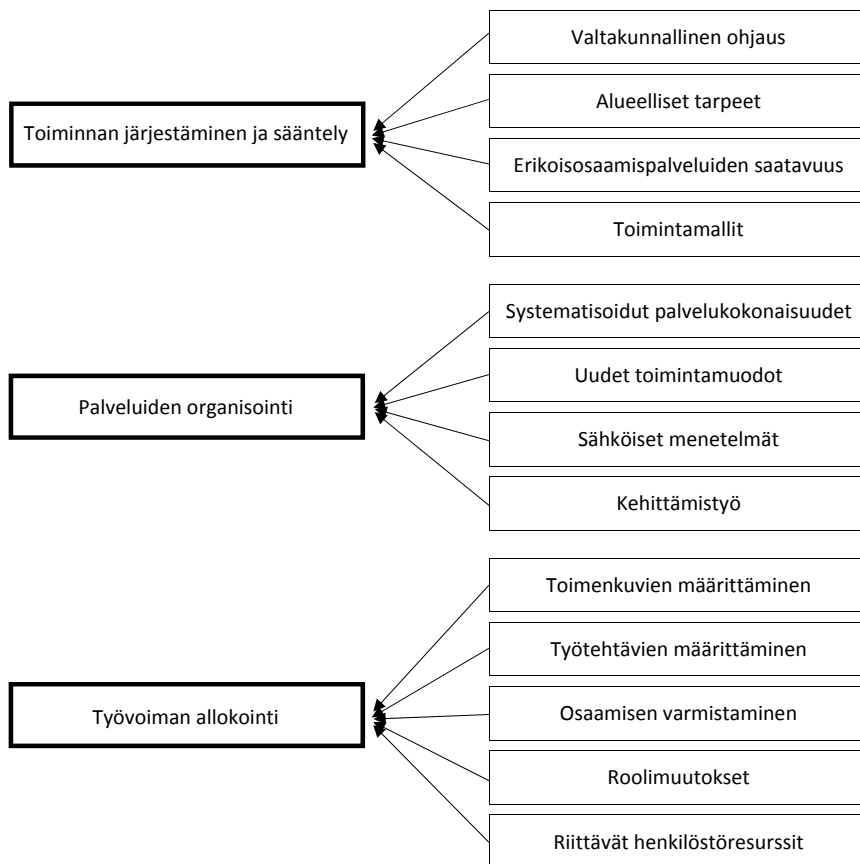 Valtakunnallinen ohjaus
Alueelliset tarpeet
Toiminnan järjestäminen ja sääntely
Erikoisosaamispalveluiden saatavuus
Toimintamallit
Systematisoidut palvelukokonaisuudet
Uudet toimintamuodot
Palveluiden organisointi
Sähköiset menetelmät
Kehittämistyö
Toimenkuvien määrittäminen
Työtehtävien määrittäminen
Työvoiman allokointi
Osaamisen varmistaminen
Roolimuutokset
Riittävät henkilöstöresurssit